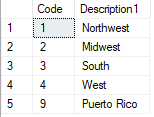 Code Description1
1 1 Northwest
2 2 Midwest
3 3 South
4 4 West
5 9 Puerto Rico